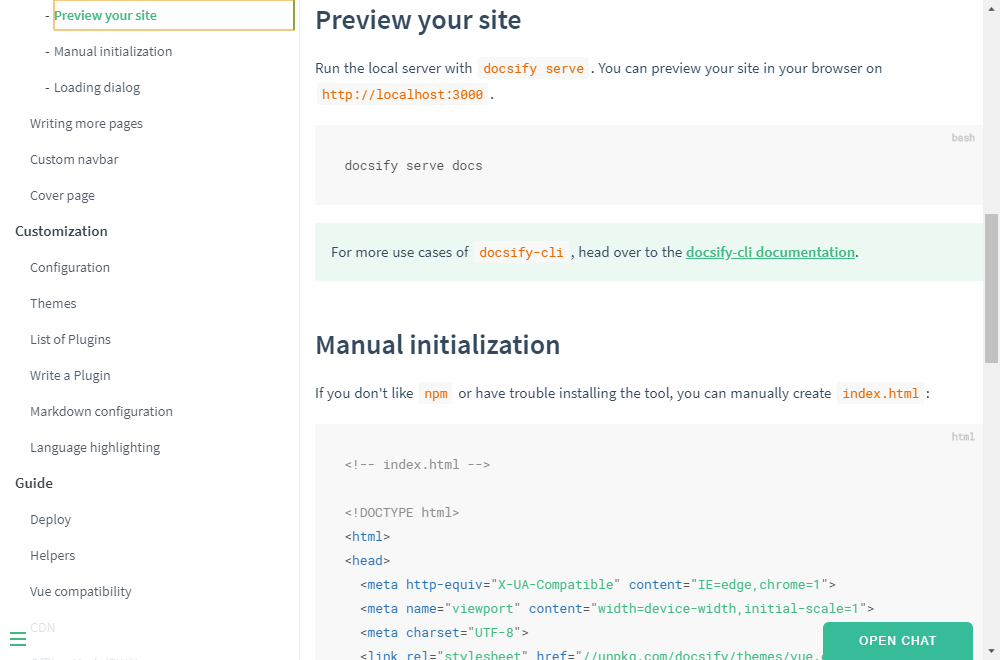 - Preview your site
- Manual initialization
- Loading dialog
Writing more pages
Custom navbar
Cover page
Customization
Configuration
Themes
List of Plugins
Write a Plugin
Markdown configuration
Language highlighting
Guide
Deploy
Helpers
Vue compatibility
CDN
Preview your site
Run the local server with docsify serve . You can preview your site in your browser on
http://localhost:3000 .
bash
docsify serve docs
For more use cases of docsify-cli , head over to the docsify-cli documentation.
Manual initialization
If you don't like npm or have trouble installing the tool, you can manually create index.html :
html
<!-- index.html -->
<!DOCTYPE html>
<html>
<head>
<meta http-equiv="X-UA-Compatible" content="IE=edge,chrome=1">
<meta name="viewport" content="width=device-width,initial-scale=1">
<meta charset="UTF-8">
<link rel="stylesheet" href="//unpkg.com/docsify/themes/vue.c
OPEN CHAT